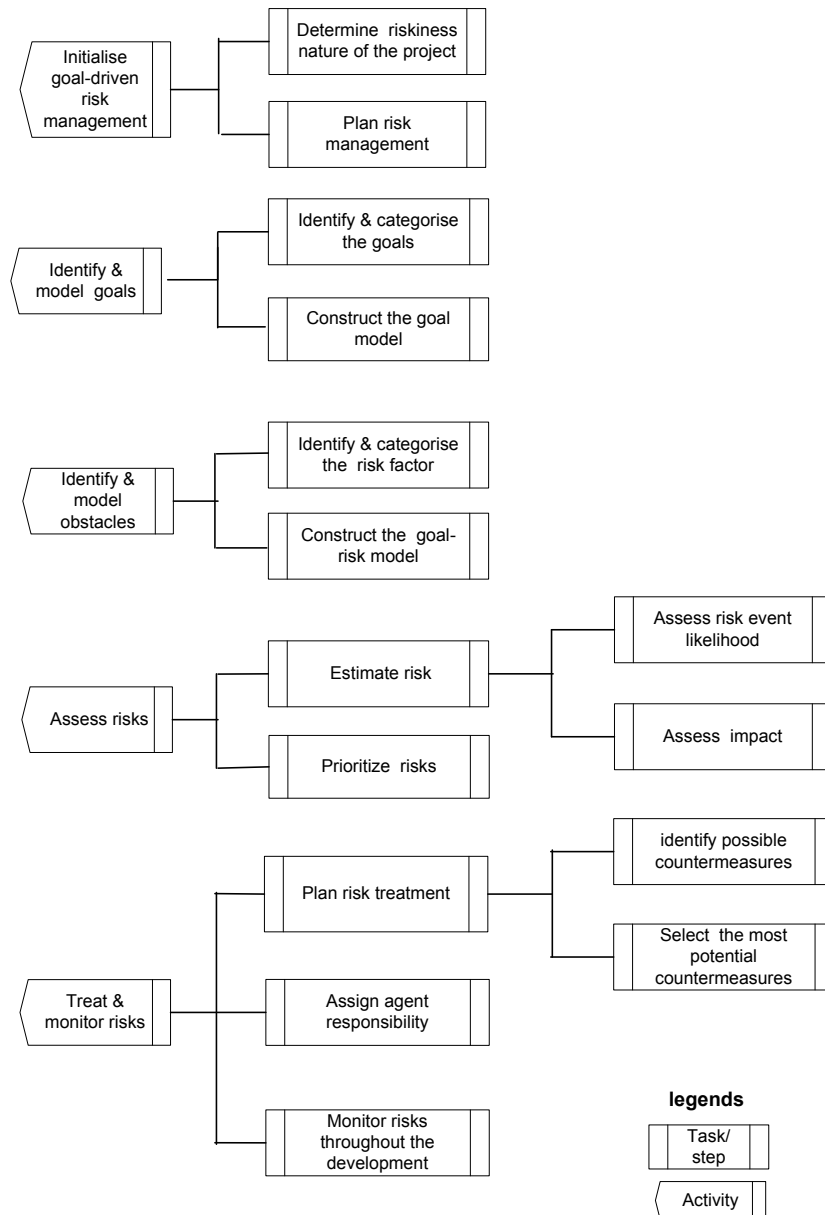 Initialise
goal-driven
risk
management
Determine riskiness
nature of the project
Plan risk
management
Identify &
model goals
Identify & categorise
the goals
Construct the goal
model
Identify &
model
obstacles
Identify & categorise
the risk factor
Construct the goal-
risk model
Assess risks
Estimate risk
Prioritize risks
Assess risk event
likelihood
Assess impact
Treat &
monitor risks
Plan risk treatment
identify possible
countermeasures
Select the most
potential
countermeasures
Assign agent
responsibility
Monitor risks
throughout the
development
legends
Task/
step
Activity